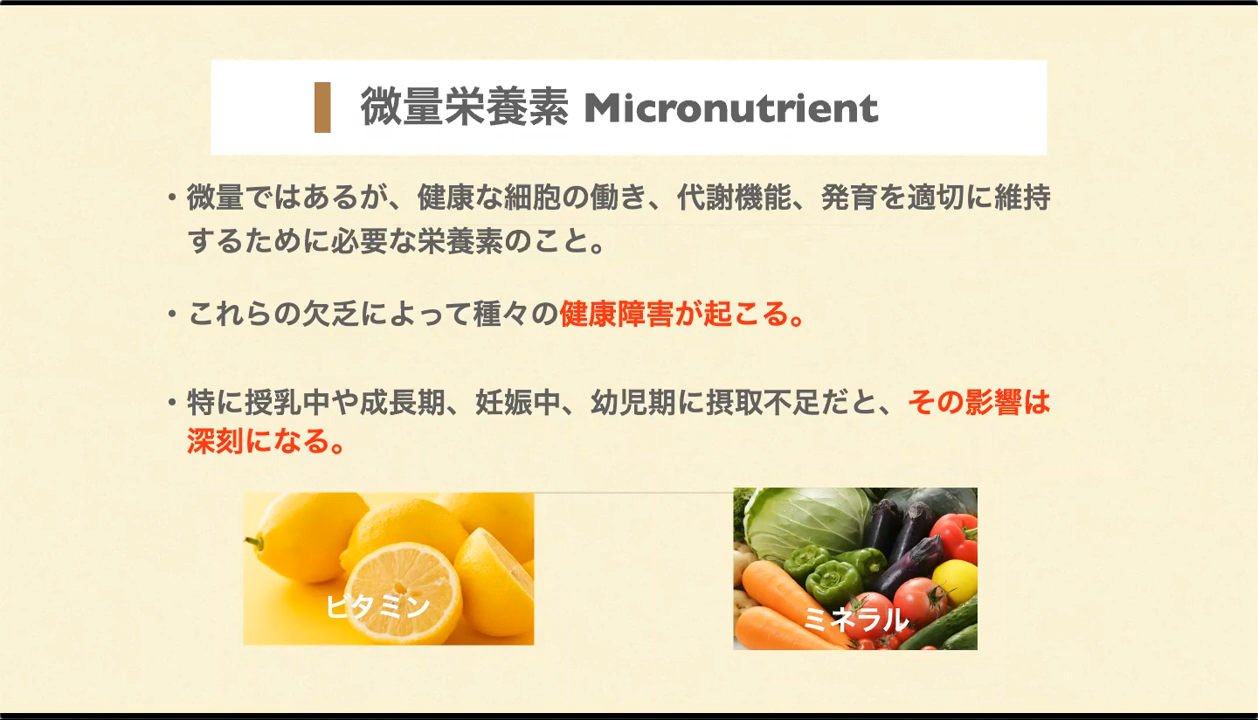 微量栄養素 Micronutrient
・微量ではあるが、健康な細胞の働き、代謝機能、発育を適切に維持
するために必要な栄養素のこと。
・これらの欠乏によって種々の健康障害が起こる。
・特に授乳中や成長期、妊娠中、幼児期に摂取不足だと、その影響は
深刻になる。
ビタミン
ミネラル